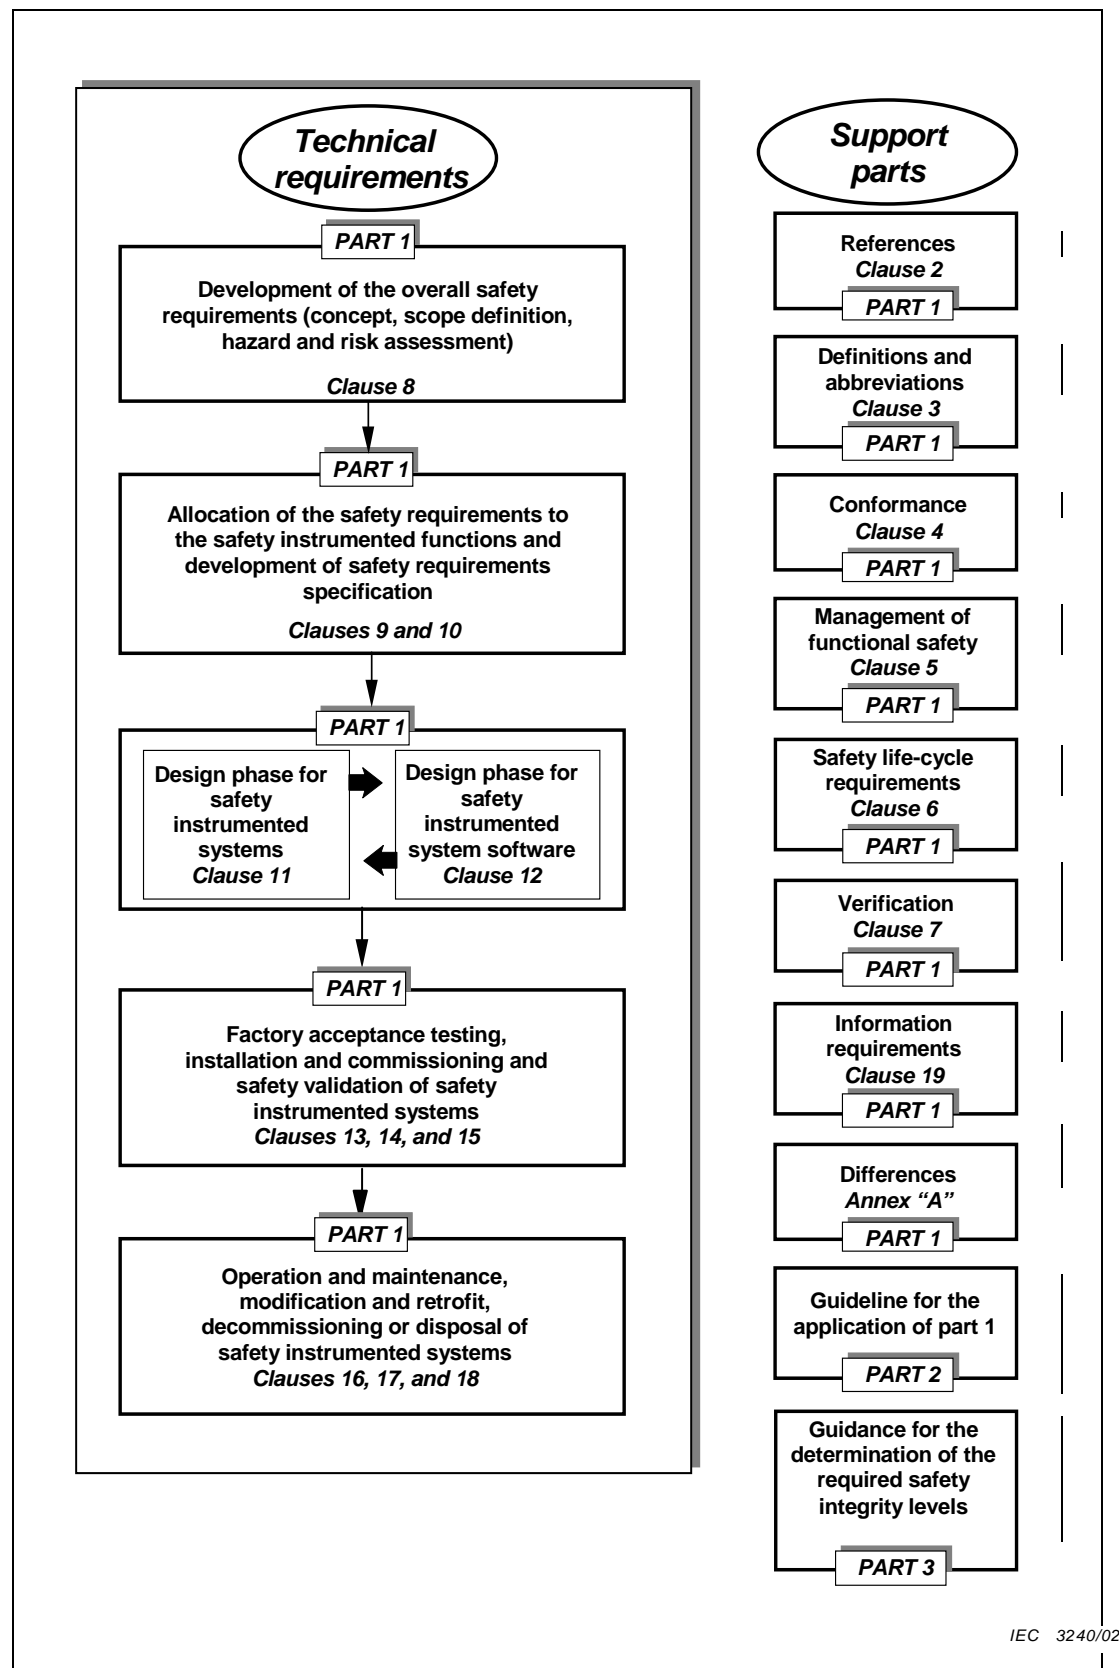 Technical
requirements
PART 1
Development of the overall safety
requirements (concept, scope definition,
hazard and risk assessment)
Clause 8
PART 1
Allocation of the safety requirements to
the safety instrumented functions and
development of safety requirements
specification
Clauses 9 and 10
PART 1
Design phase for
safety
instrumented
systems
Clause 11
Design phase for
safety
instrumented
system software
Clause 12
PART 1
Factory acceptance testing,
installation and commissioning and
safety validation of safety
instrumented systems
Clauses 13, 14, and 15
PART 1
Operation and maintenance,
modification and retrofit,
decommissioning or disposal of
safety instrumented systems
Clauses 16, 17, and 18
Support
parts
References
Clause 2
PART 1
Definitions and
abbreviations
Clause 3
PART 1
Conformance
Clause 4
PART 1
Management of
functional safety
Clause 5
PART 1
Safety life-cycle
requirements
Clause 6
PART 1
Verification
Clause 7
PART 1
Information
requirements
Clause 19
PART 1
Differences
Annex “A”
PART 1
Guideline for the
application of part 1
PART 2
Guidance for the
determination of the
required safety
integrity levels
PART 3
IEC 3240/02